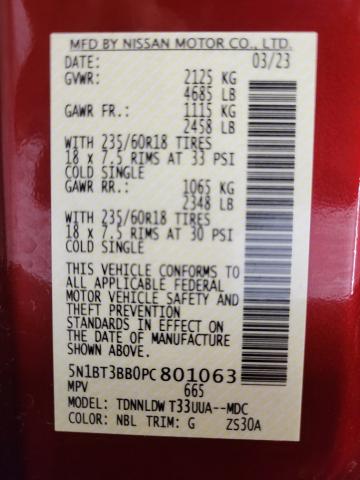 MFD BY NISSAN MOTOR CO., LTD.
DATE: 03/23
GVWR: 2125 KG
4685 LB
GAWR FR.: 1115 KG
2458 LB
WITH 235/60R18 TIRES
18 x 7.5 RIMS AT 33 PSI
COLD SINGLE
GAWR RR.: 1065 KG
2348 LB
WITH 235/60R18 TIRES
18 x 7.5 RIMS AT 30 PSI
COLD SINGLE
THIS VEHICLE CONFORMS TO
ALL APPLICABLE FEDERAL
MOTOR VEHICLE SAFETY AND
THEFT PREVENTION
STANDARDS IN EFFECT ON
THE DATE OF MANUFACTURE
SHOWN ABOVE.
5N1BT3BB0PC801063
MPV 665
MODEL: TDNNLDW T33UUA--MDC
COLOR: NBL TRIM: G ZS30A